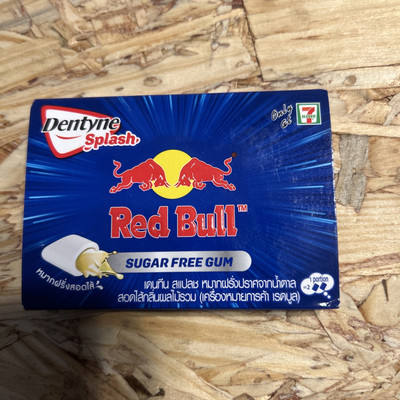 Dentyne
Splash
Only
at
7
ELEVEN
Red Bull™
SUGAR FREE GUM
หมากฝรั่งสอดไส้
เดนทีน สแปลช หมากฝรั่งปราศจากน้ำตาล
สอดไส้กลิ่นผลไม้รวม (เครื่องหมายการค้า เรดบูล)
1 portion
=2